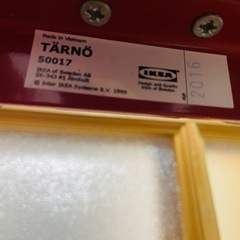 Made in Vietnam
TÄRNÖ
50017
IKEA of Sweden AB
SE-343 81 Älmhult
© Inter IKEA Systems B.V. 1999
IKEA
Design and Quality
IKEA of Sweden
2016